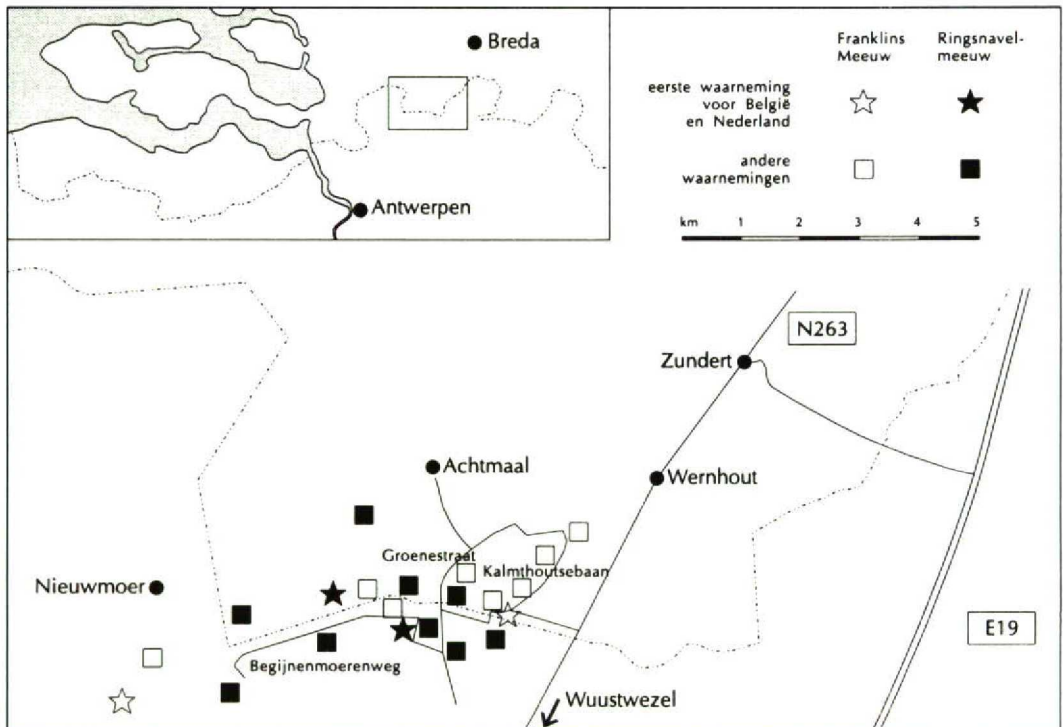 Breda
Antwerpen
Franklins Ringsnavel-
Meeuw meeuw
eerste waarneming
voor België
en Nederland
andere
waarnemingen
km 1 2 3 4 5
N263
Zundert
Achtmaal
Wernhout
Groenestraat
Kalmthoutsebaan
Nieuwmoer
E19
Begijnenmoerenweg
Wuustwezel